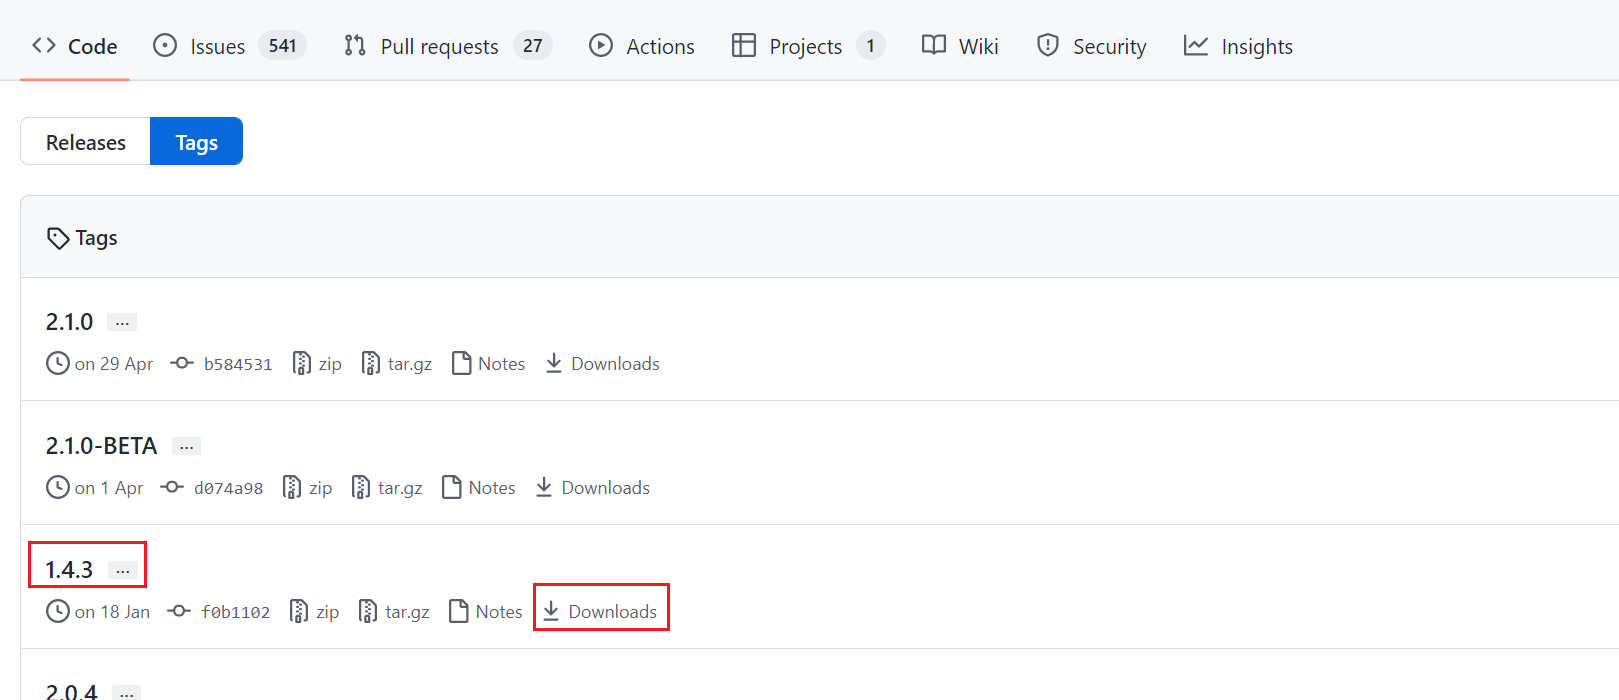 Code Issues 541 Pull requests 27 Actions Projects 1 Wiki Security Insights
Releases Tags
Tags
2.1.0 ...
on 29 Apr b584531 zip tar.gz Notes Downloads
2.1.0-BETA ...
on 1 Apr d074a98 zip tar.gz Notes Downloads
1.4.3 ...
on 18 Jan f0b1102 zip tar.gz Notes Downloads
2.0.4 ...